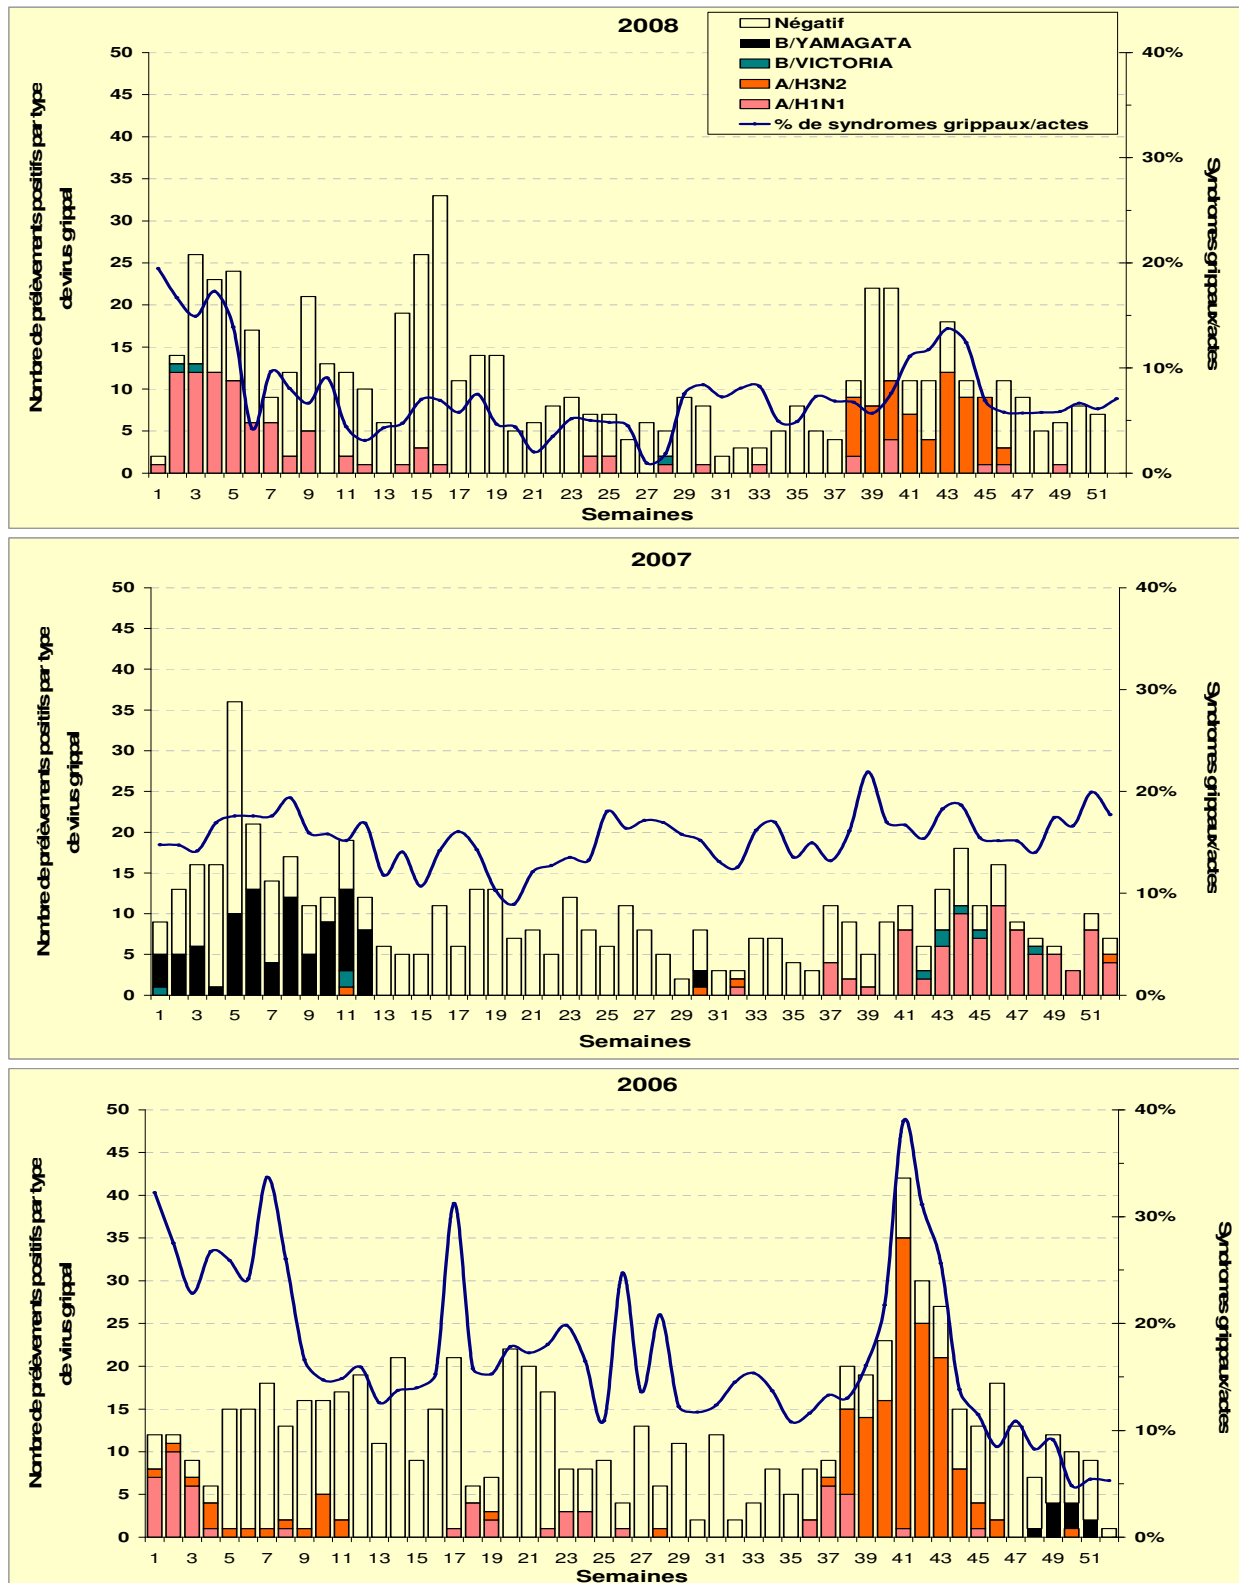 2008
Négatif
B/YAMAGATA
B/VICTORIA
A/H3N2
A/H1N1
% de syndromes grippaux/actes
Nombre de prélèvements positifs par type
de virus grippal
50
45
40
35
30
25
20
15
10
5
0
40%
30%
20%
10%
0%
Syndromes grippaux/actes
1 3 5 7 9 11 13 15 17 19 21 23 25 27 29 31 33 35 37 39 41 43 45 47 49 51
Semaines
2007
Nombre de prélèvements positifs par type
de virus grippal
50
45
40
35
30
25
20
15
10
5
0
40%
30%
20%
10%
0%
Syndromes grippaux/actes
1 3 5 7 9 11 13 15 17 19 21 23 25 27 29 31 33 35 37 39 41 43 45 47 49 51
Semaines
2006
Nombre de prélèvements positifs par type
de virus grippal
50
45
40
35
30
25
20
15
10
5
0
40%
30%
20%
10%
0%
Syndromes grippaux/actes
1 3 5 7 9 11 13 15 17 19 21 23 25 27 29 31 33 35 37 39 41 43 45 47 49 51
Semaines